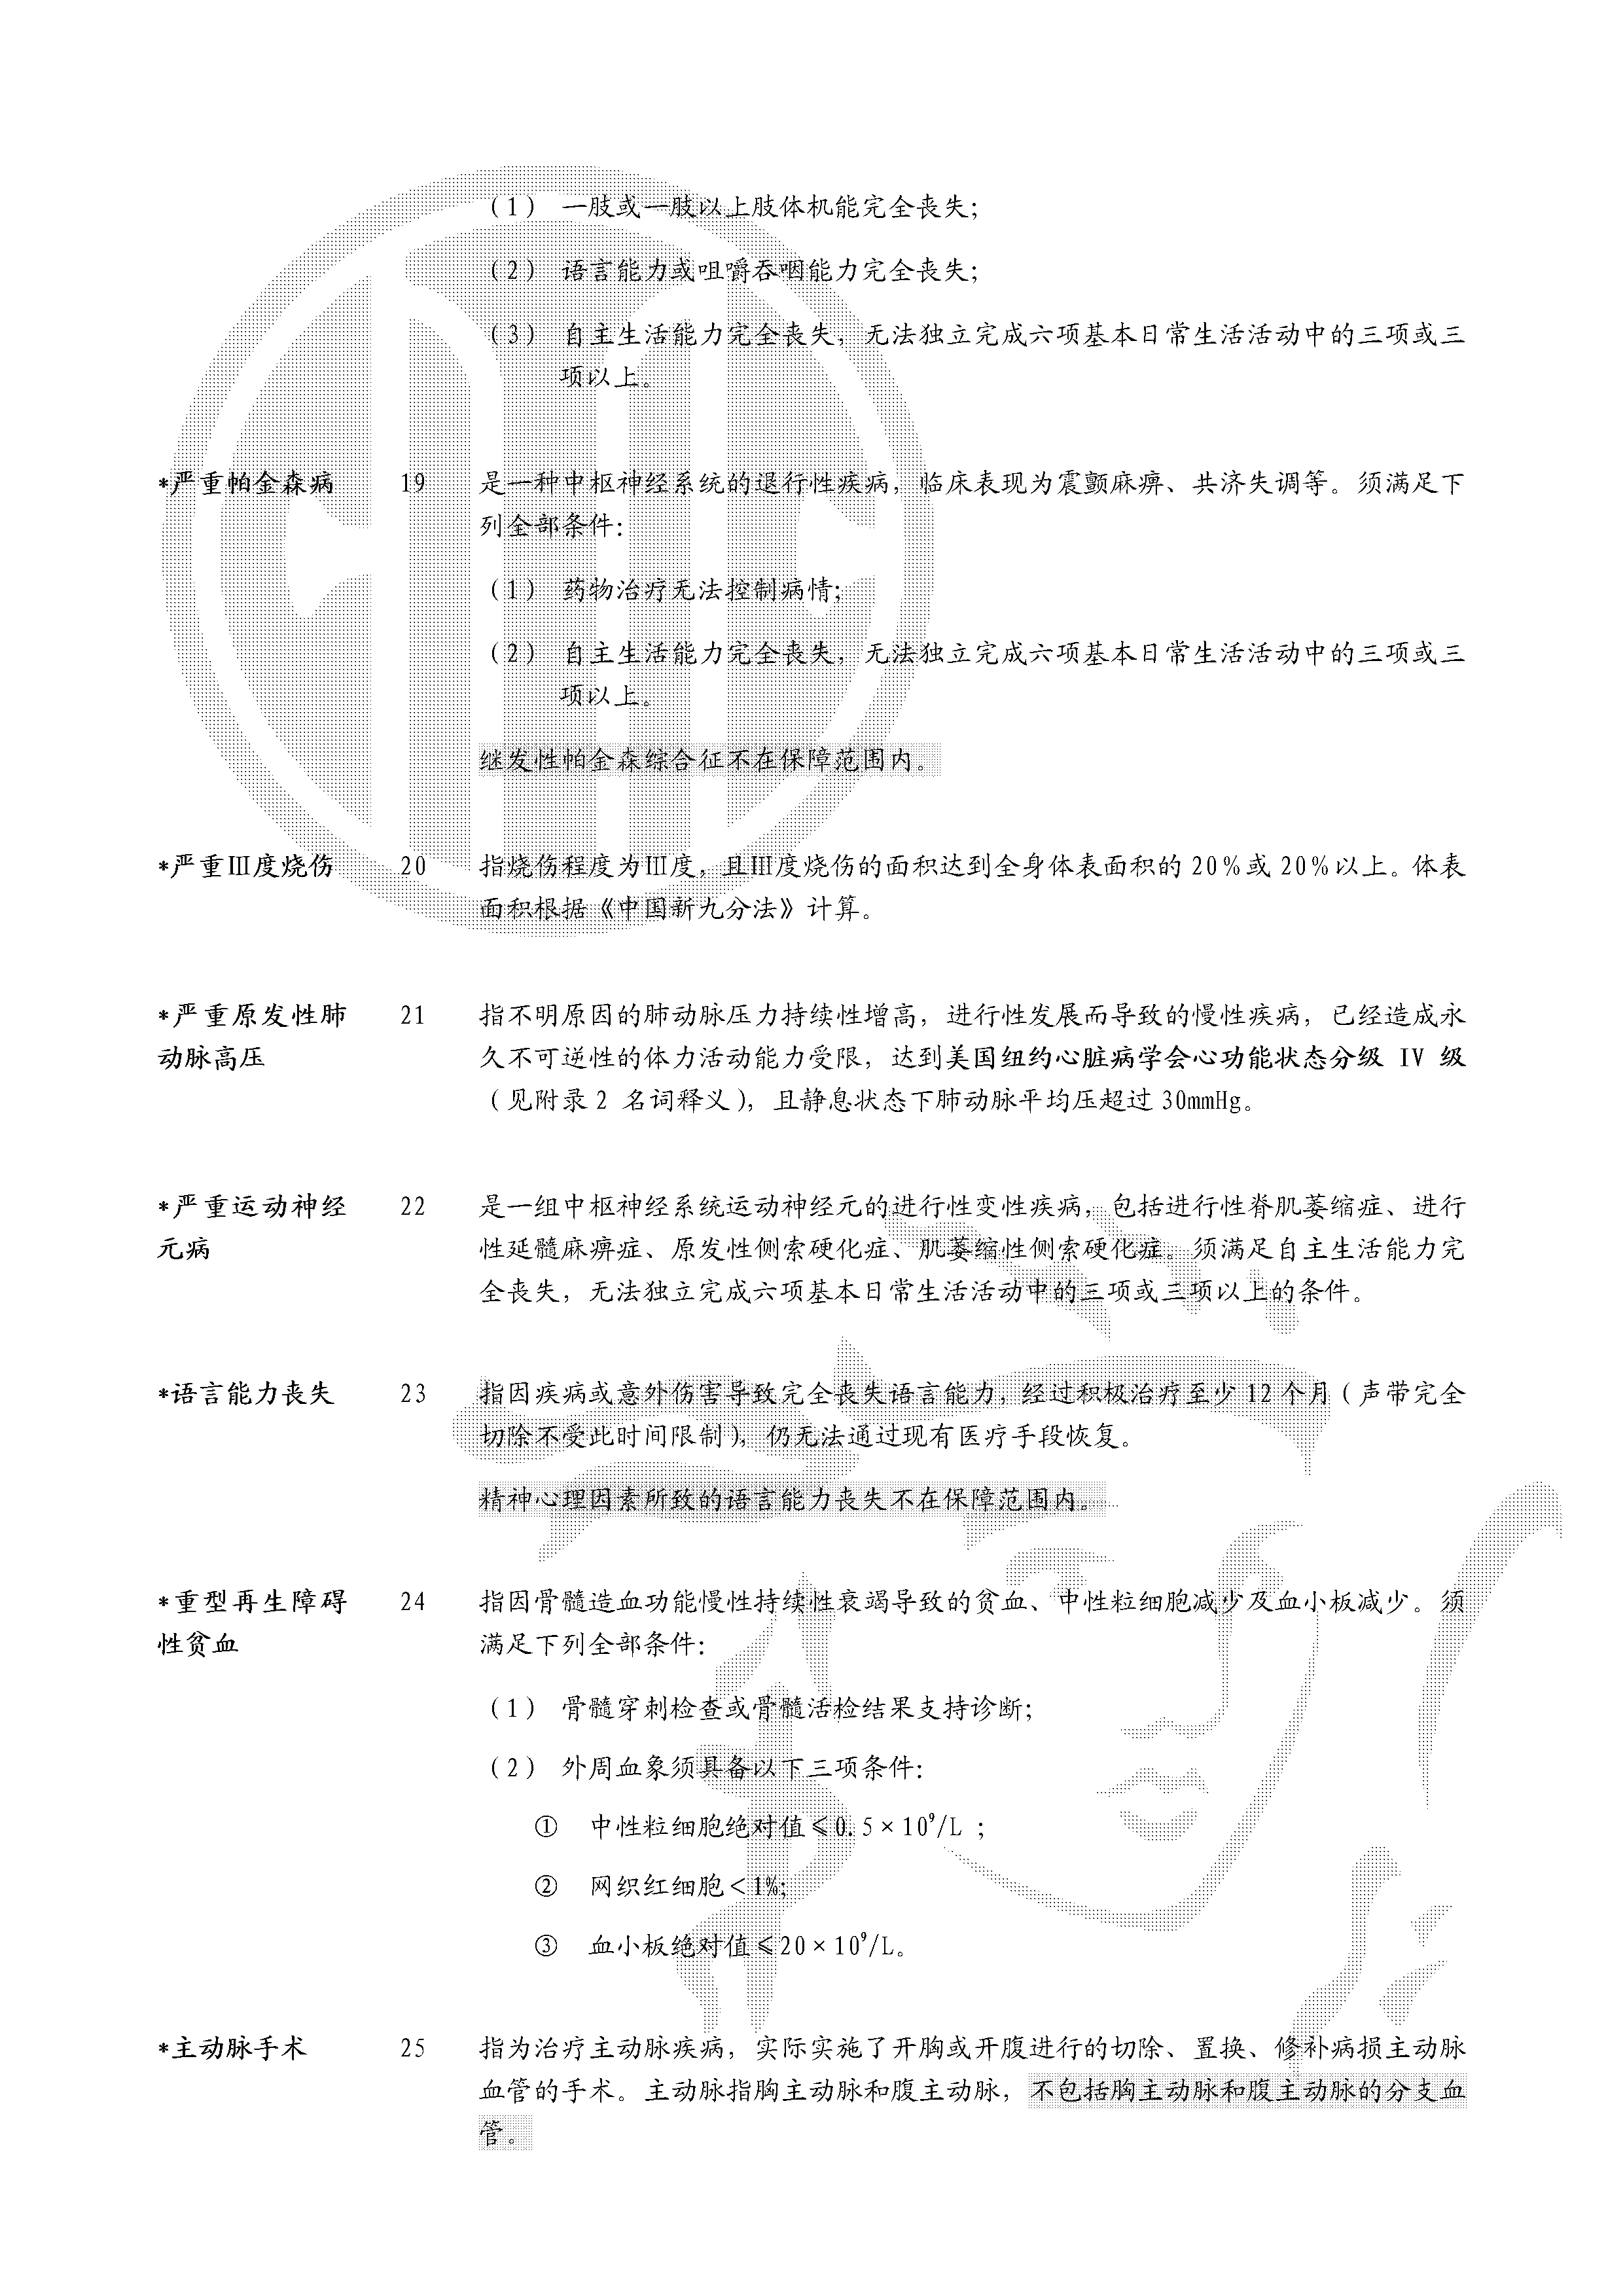 （1） 一肢或一肢以上肢体机能完全丧失；
（2） 语言能力或咀嚼吞咽能力完全丧失；
（3） 自主生活能力完全丧失，无法独立完成六项基本日常生活活动中的三项或三
项以上。
*严重帕金森病 19 是一种中枢神经系统的退行性疾病，临床表现为震颤麻痹、共济失调等。须满足下
列全部条件：
（1） 药物治疗无法控制病情；
（2） 自主生活能力完全丧失，无法独立完成六项基本日常生活活动中的三项或三
项以上。
继发性帕金森综合征不在保障范围内。
*严重Ⅲ度烧伤 20 指烧伤程度为Ⅲ度，且Ⅲ度烧伤的面积达到全身体表面积的 20%或 20%以上。体表
面积根据《中国新九分法》计算。
*严重原发性肺 21 指不明原因的肺动脉压力持续性增高，进行性发展而导致的慢性疾病，已经造成永
动脉高压 久不可逆性的体力活动能力受限，达到美国纽约心脏病学会心功能状态分级 IV 级
（见附录 2 名词释义），且静息状态下肺动脉平均压超过 30mmHg。
*严重运动神经 22 是一组中枢神经系统运动神经元的进行性变性疾病，包括进行性脊肌萎缩症、进行
元病 性延髓麻痹症、原发性侧索硬化症、肌萎缩性侧索硬化症。须满足自主生活能力完
全丧失，无法独立完成六项基本日常生活活动中的三项或三项以上的条件。
*语言能力丧失 23 指因疾病或意外伤害导致完全丧失语言能力，经过积极治疗至少 12 个月（声带完全
切除不受此时间限制），仍无法通过现有医疗手段恢复。
精神心理因素所致的语言能力丧失不在保障范围内。
*重型再生障碍 24 指因骨髓造血功能慢性持续性衰竭导致的贫血、中性粒细胞减少及血小板减少。须
性贫血 满足下列全部条件：
（1） 骨髓穿刺检查或骨髓活检结果支持诊断；
（2） 外周血象须具备以下三项条件：
① 中性粒细胞绝对值≤0.5×10⁹/L ；
② 网织红细胞＜1%；
③ 血小板绝对值≤20×10⁹/L。
*主动脉手术 25 指为治疗主动脉疾病，实际实施了开胸或开腹进行的切除、置换、修补病损主动脉
血管的手术。主动脉指胸主动脉和腹主动脉，不包括胸主动脉和腹主动脉的分支血
管。